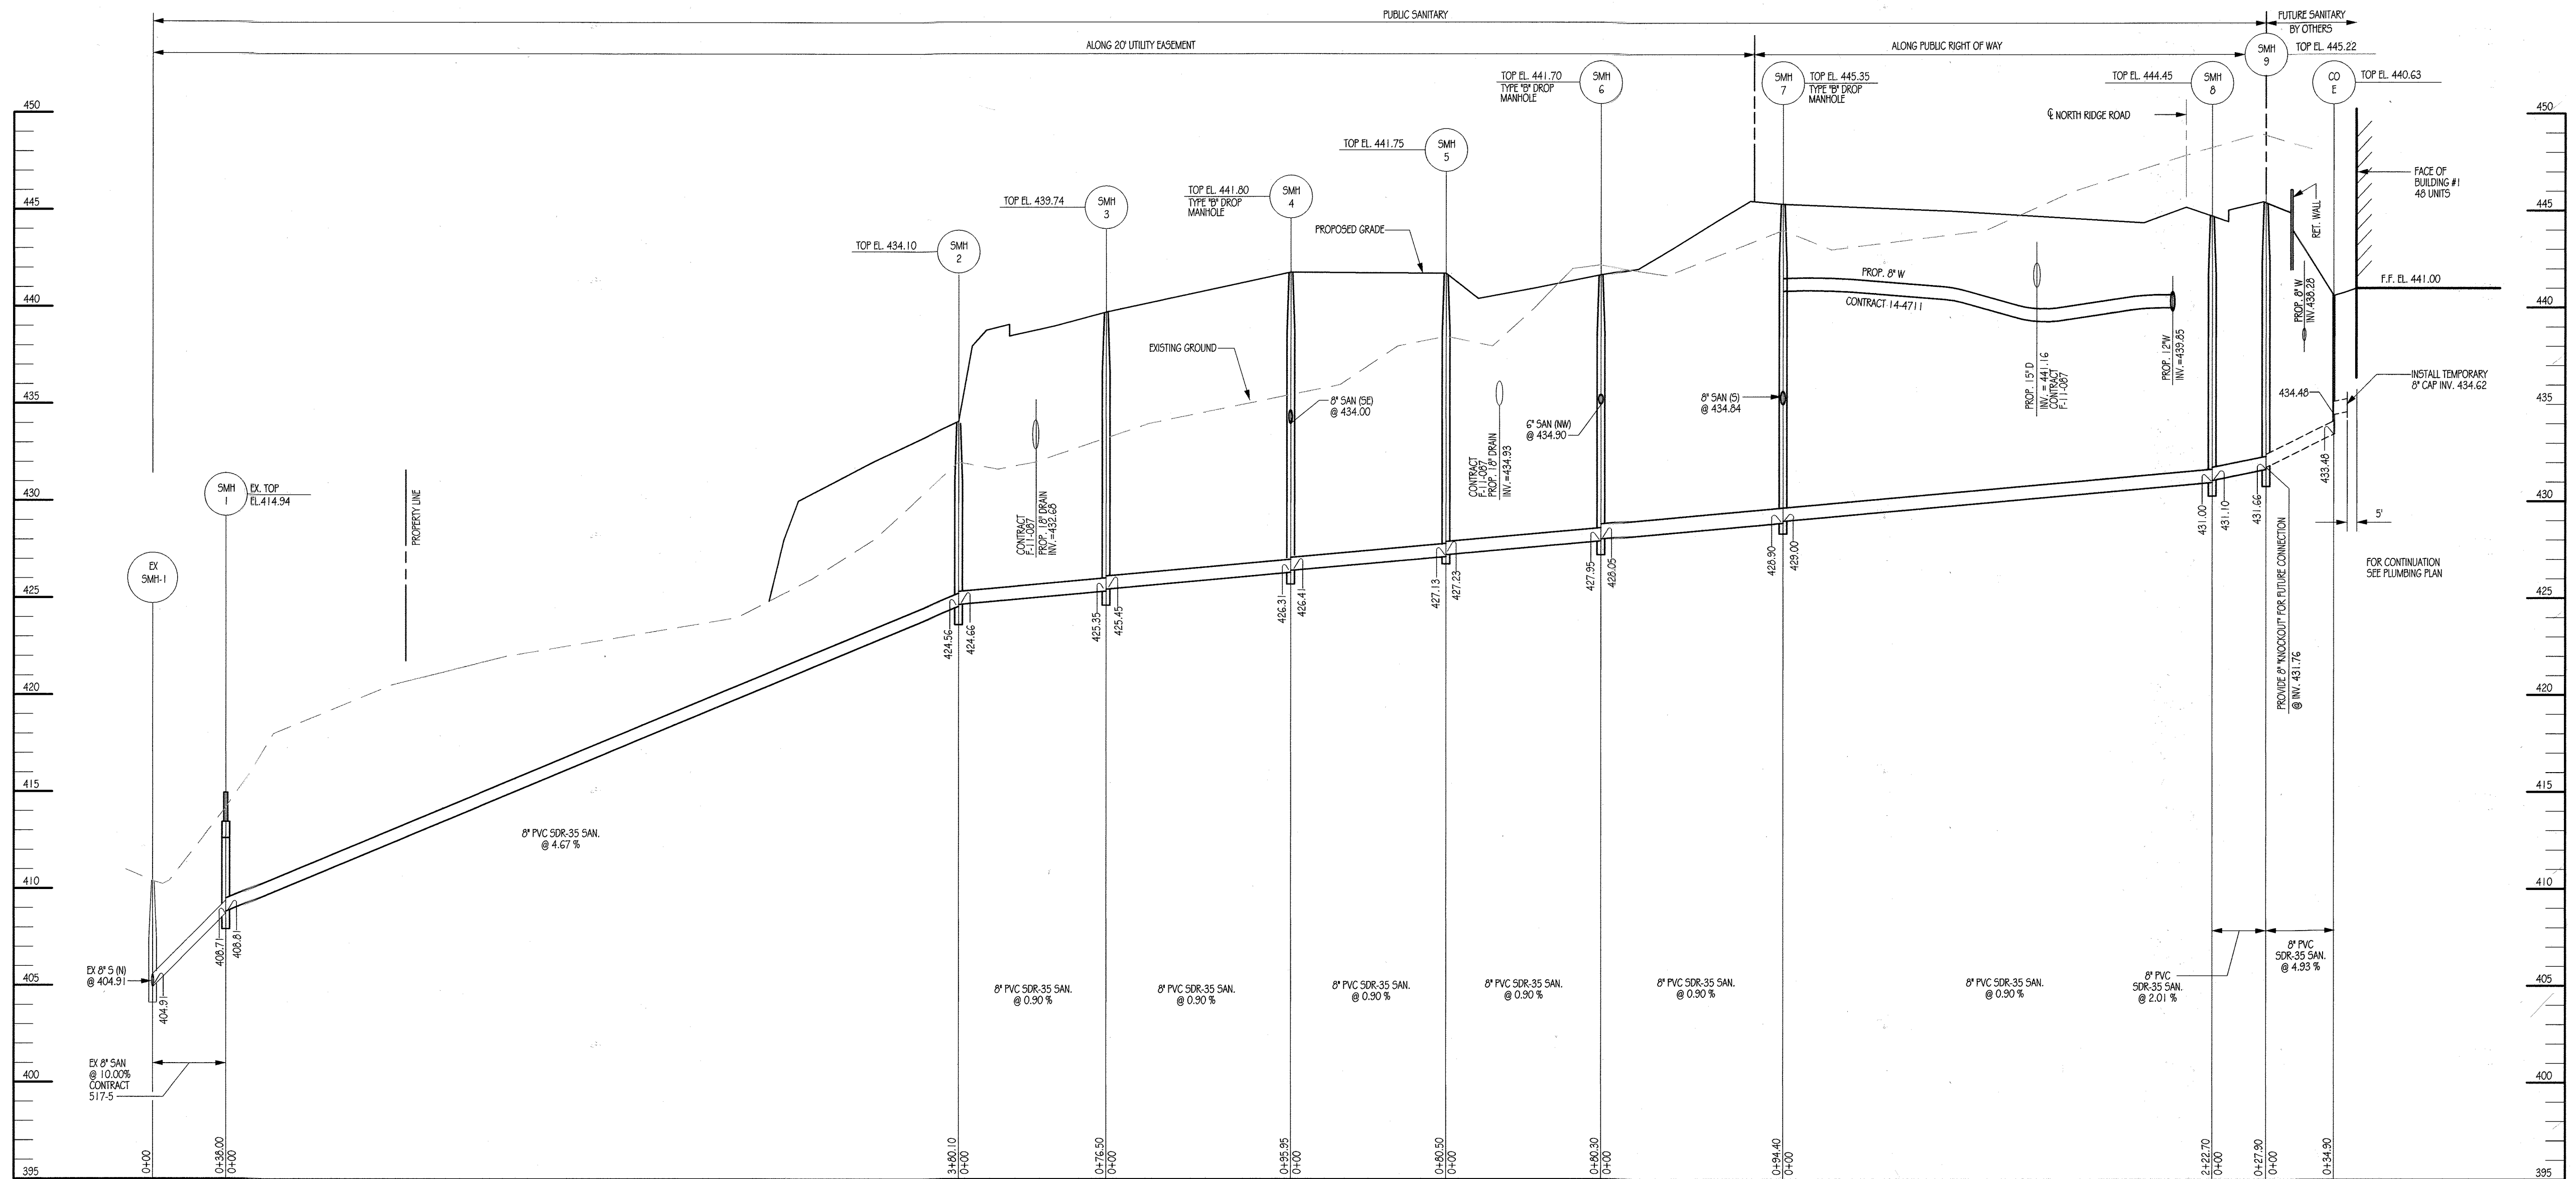 PUBLIC SANITARY
FUTURE SANITARY
BY OTHERS
ALONG 20' UTILITY EASEMENT
ALONG PUBLIC RIGHT OF WAY
SMH
9
TOP EL. 445.22
TOP EL. 441.70
TYPE "B" DROP
MANHOLE
SMH
6
SMH
7
TOP EL. 445.35
TYPE "B" DROP
MANHOLE
TOP EL. 444.45
SMH
8
CO
E
TOP EL. 440.63
450
450
℄ NORTH RIDGE ROAD
TOP EL. 441.75
SMH
5
FACE OF
BUILDING #1
48 UNITS
TOP EL. 441.80
TYPE "B" DROP
MANHOLE
SMH
4
TOP EL. 439.74
SMH
3
445
445
RET. WALL
PROPOSED GRADE
TOP EL. 434.10
SMH
2
PROP. 8" W
CONTRACT 14-4711
F.F. EL. 441.00
PROP. 8" W
INV.438.28
440
440
EXISTING GROUND
PROP. 15" D
INV. = 441.16
CONTRACT
F-11-087
PROP. 12"W
INV.=439.85
INSTALL TEMPORARY
8" CAP INV. 434.62
8" SAN (SE)
@ 434.00
6" SAN (NW)
@ 434.90
8" SAN (S)
@ 434.84
434.48
435
435
CONTRACT
F-11-087
PROP. 18" DRAIN
INV.=434.93
433.48
SMH
1
EX. TOP
EL.414.94
PROPERTY LINE
CONTRACT
F-11-087
PROP. 18" DRAIN
INV.=432.68
430
430
431.00
431.10
431.66
5'
428.90
429.00
427.95
428.05
427.13
427.23
426.31
426.41
425.35
425.45
424.56
424.66
EX
SMH-1
FOR CONTINUATION
SEE PLUMBING PLAN
425
425
PROVIDE 8" "KNOCKOUT" FOR FUTURE CONNECTION
@ INV. 431.76
420
420
415
415
8" PVC SDR-35 SAN.
@ 4.67 %
410
410
408.71
408.81
EX 8" S (N)
@ 404.91
404.91
405
405
8" PVC SDR-35 SAN.
@ 0.90 %
8" PVC SDR-35 SAN.
@ 0.90 %
8" PVC SDR-35 SAN.
@ 0.90 %
8" PVC SDR-35 SAN.
@ 0.90 %
8" PVC SDR-35 SAN.
@ 0.90 %
8" PVC SDR-35 SAN.
@ 0.90 %
8" PVC
SDR-35 SAN.
@ 2.01 %
8" PVC
SDR-35 SAN.
@ 4.93 %
EX 8" SAN
@ 10.00%
CONTRACT
517-5
400
400
395
395
0+00
0+38.00
0+00
3+80.10
0+00
0+76.50
0+00
0+95.95
0+00
0+80.50
0+00
0+80.30
0+00
0+94.40
0+00
2+22.70
0+00
0+27.90
0+00
0+34.90